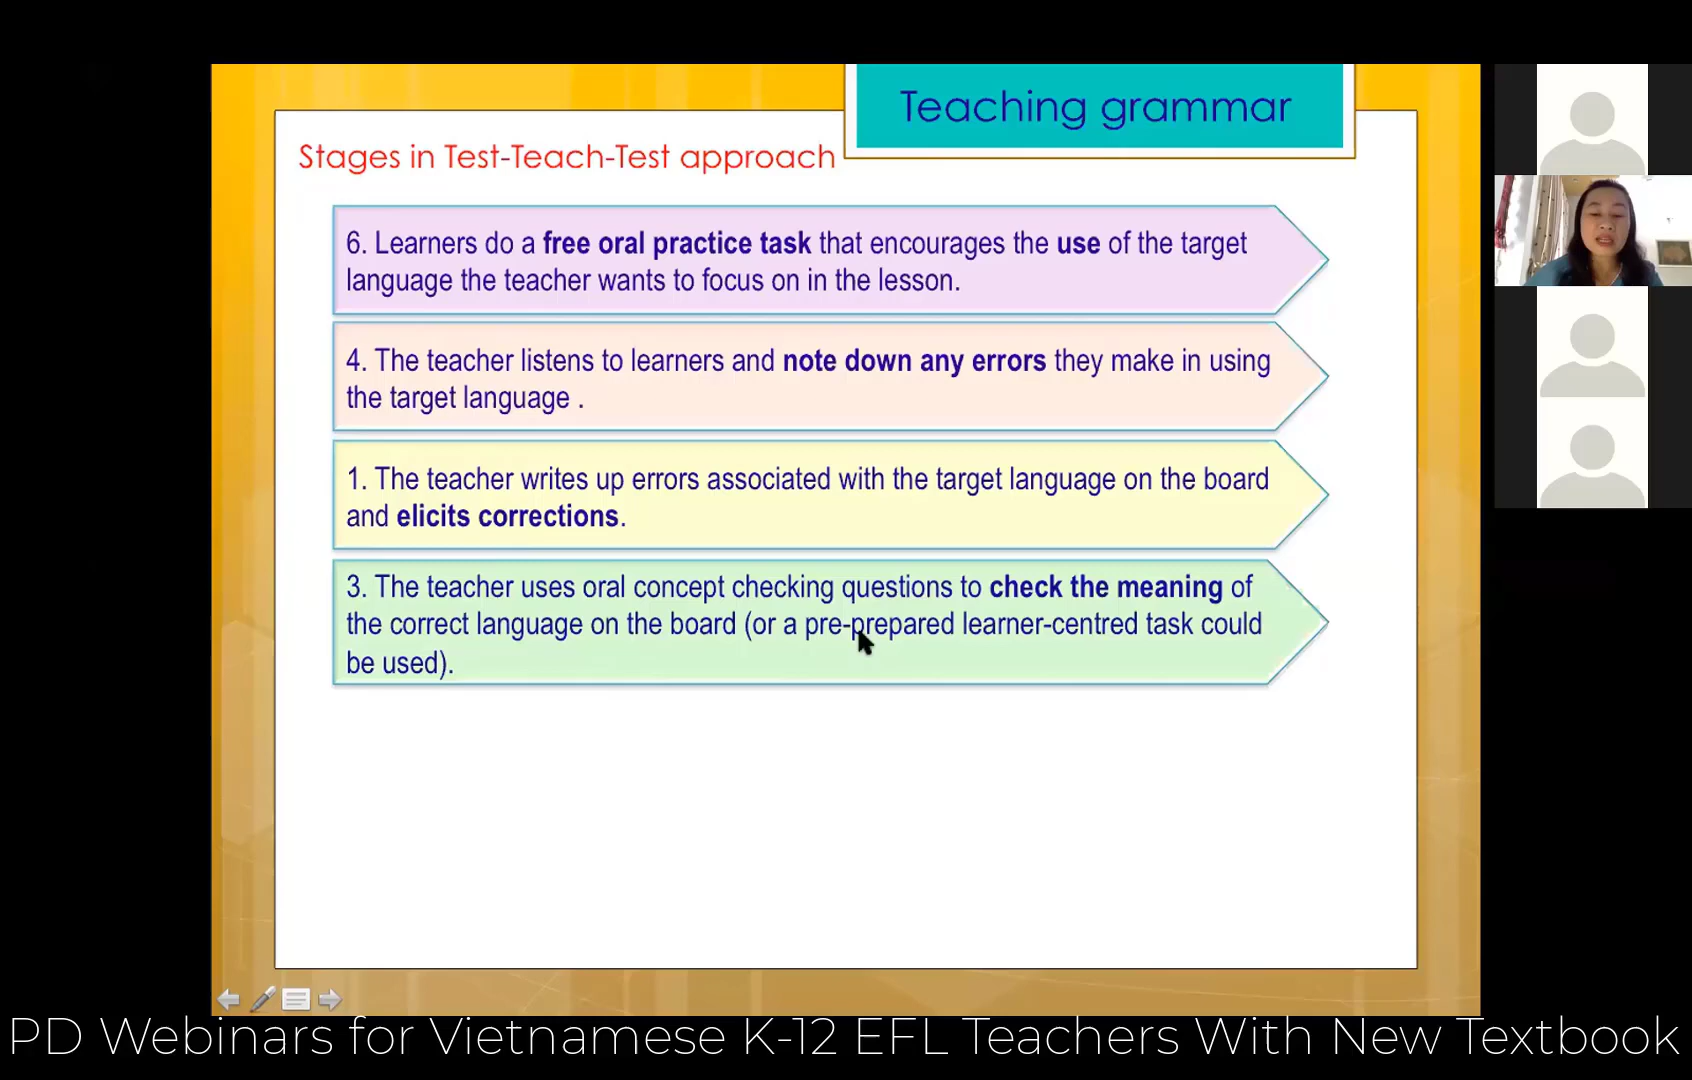 Teaching grammar
Stages in Test-Teach-Test approach
6. Learners do a free oral practice task that encourages the use of the target
language the teacher wants to focus on in the lesson.
4. The teacher listens to learners and note down any errors they make in using
the target language .
1. The teacher writes up errors associated with the target language on the board
and elicits corrections.
3. The teacher uses oral concept checking questions to check the meaning of
the correct language on the board (or a pre-prepared learner-centred task could
be used).
PD Webinars for Vietnamese K-12 EFL Teachers With New Textbook